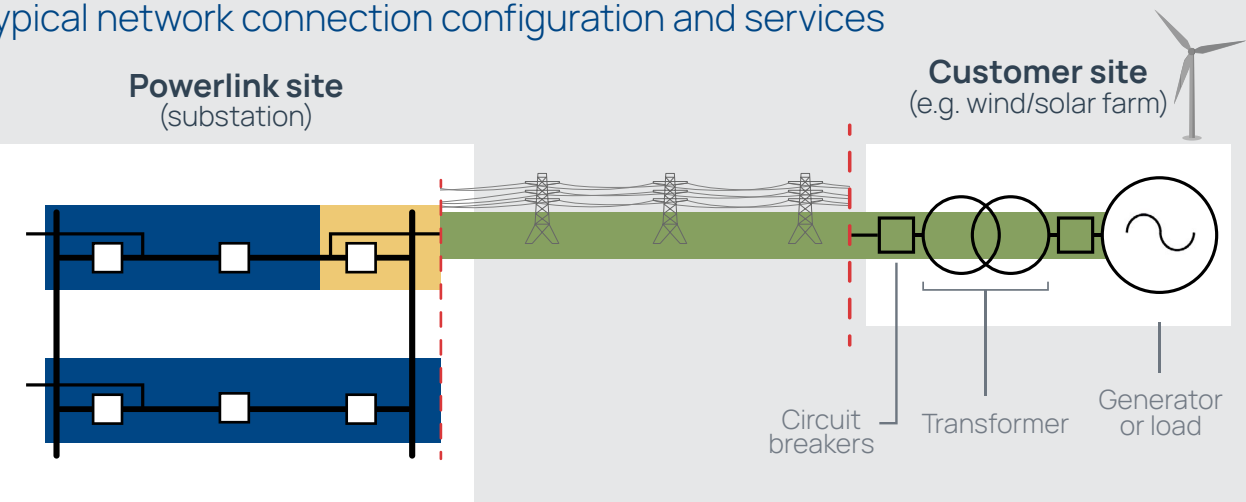 ypical network connection configuration and services
Powerlink site
(substation)
Customer site
(e.g. wind/solar farm)
Circuit
breakers
Transformer
Generator
or load